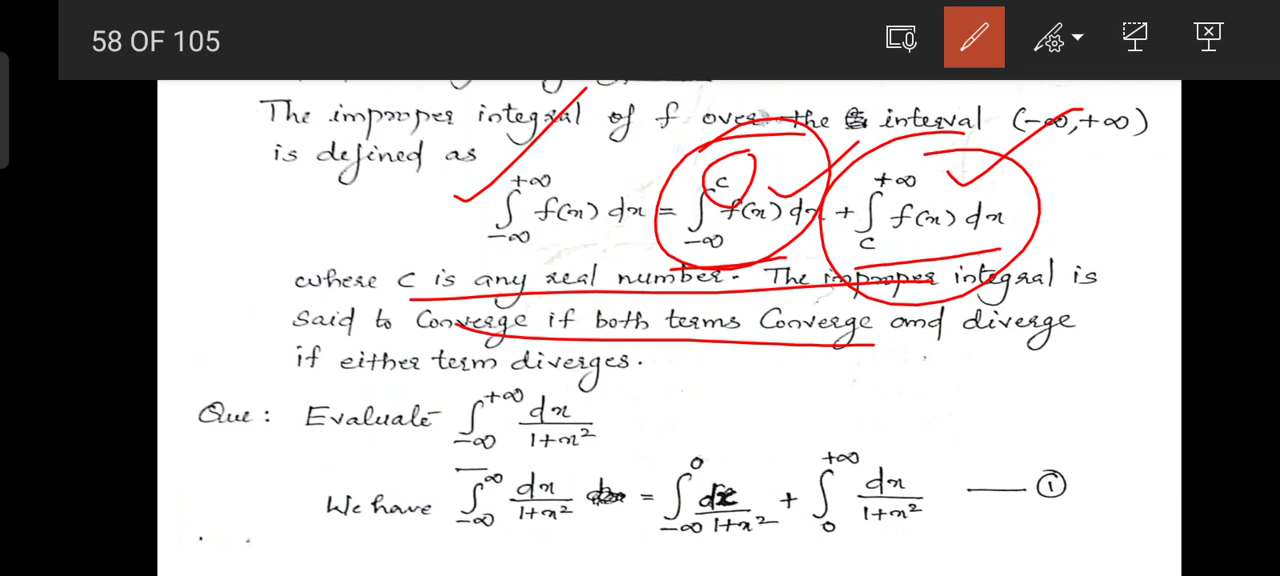 58 OF 105
The improper integral of f over the interval (-∞,+∞)
is defined as
∫_{-∞}^{+∞} f(x) dx = ∫_{-∞}^{c} f(x) dx + ∫_{c}^{+∞} f(x) dx
where c is any real number. The improper integral is
said to Converge if both terms Converge and diverge
if either term diverges.
Que : Evaluate ∫_{-∞}^{+∞} dx/1+x²
We have ∫_{-∞}^{∞} dx/1+x² = ∫_{-∞}^{0} dx/1+x² + ∫_{0}^{+∞} dx/1+x² — ①